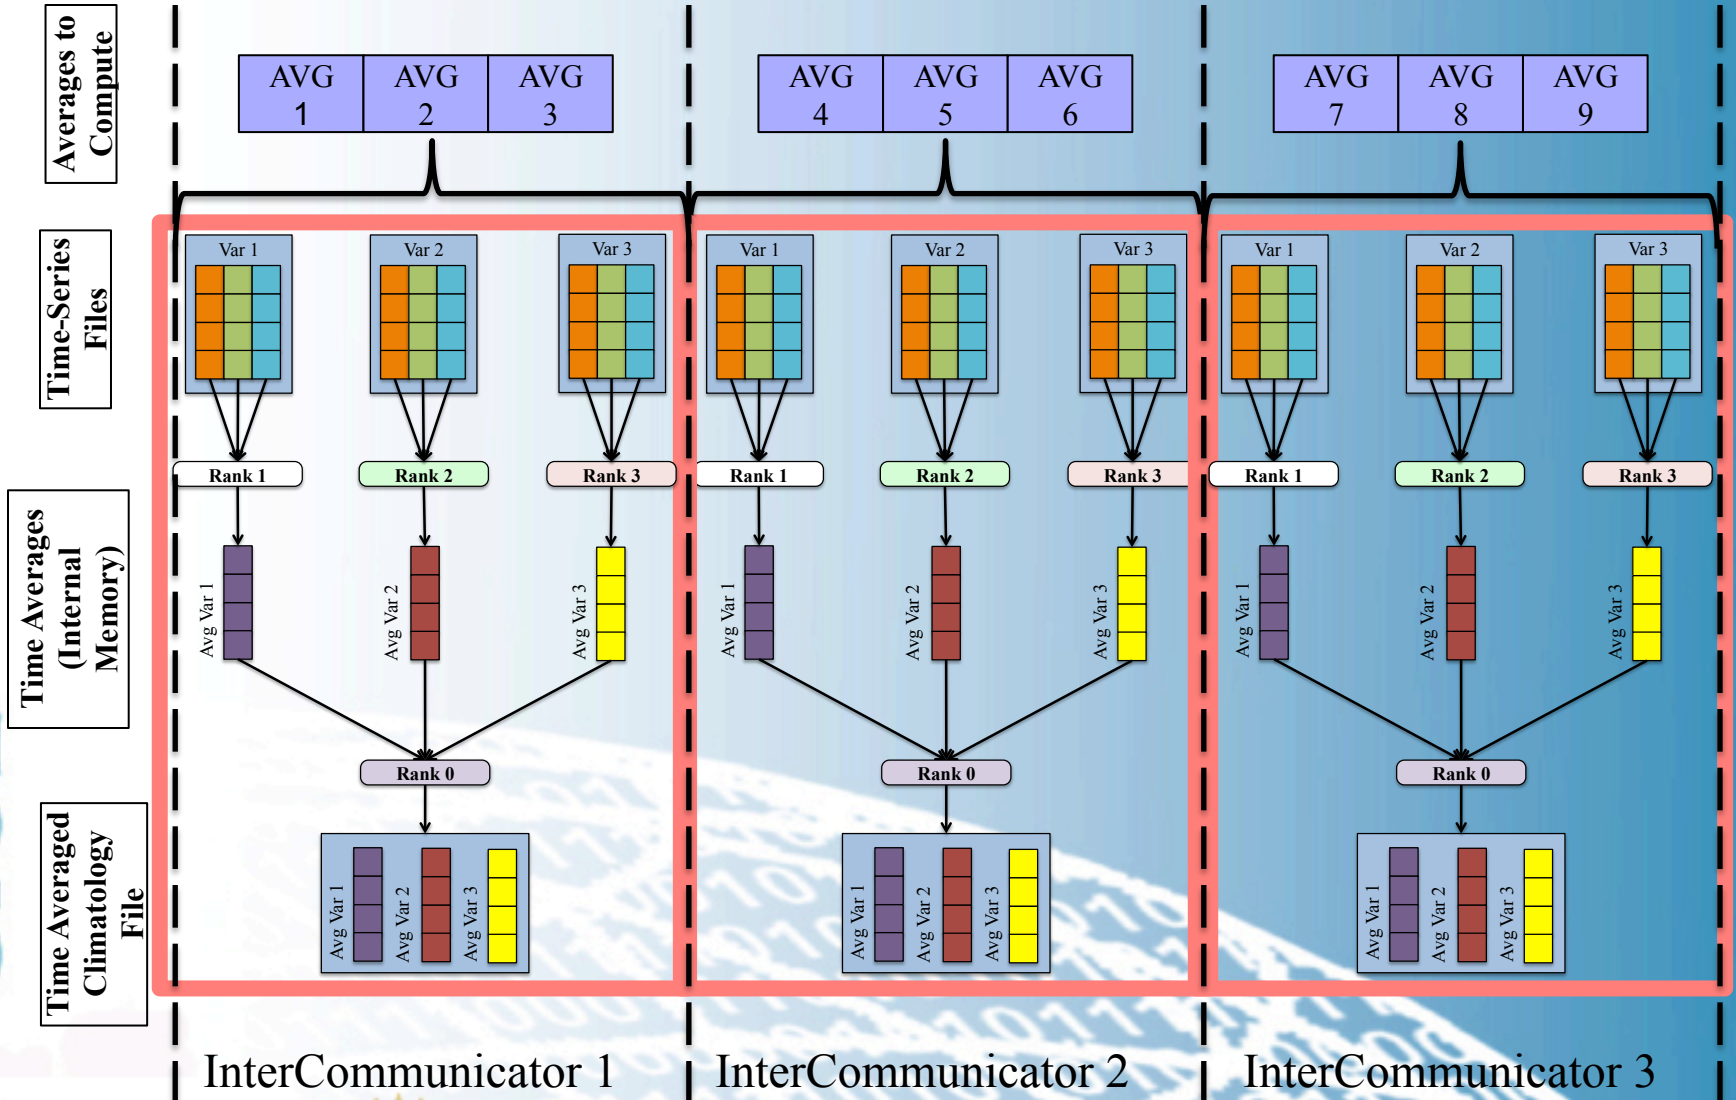 Averages to
Compute
AVG
1
AVG
2
AVG
3
AVG
4
AVG
5
AVG
6
AVG
7
AVG
8
AVG
9
Time-Series
Files
Var 1
Var 2
Var 3
Var 1
Var 2
Var 3
Var 1
Var 2
Var 3
Rank 1
Rank 2
Rank 3
Rank 1
Rank 2
Rank 3
Rank 1
Rank 2
Rank 3
Time Averages
(Internal
Memory)
Avg Var 1
Avg Var 2
Avg Var 3
Avg Var 1
Avg Var 2
Avg Var 3
Avg Var 1
Avg Var 2
Avg Var 3
Rank 0
Rank 0
Rank 0
Time Averaged
Climatology
File
Avg Var 1
Avg Var 2
Avg Var 3
Avg Var 1
Avg Var 2
Avg Var 3
Avg Var 1
Avg Var 2
Avg Var 3
InterCommunicator 1
InterCommunicator 2
InterCommunicator 3